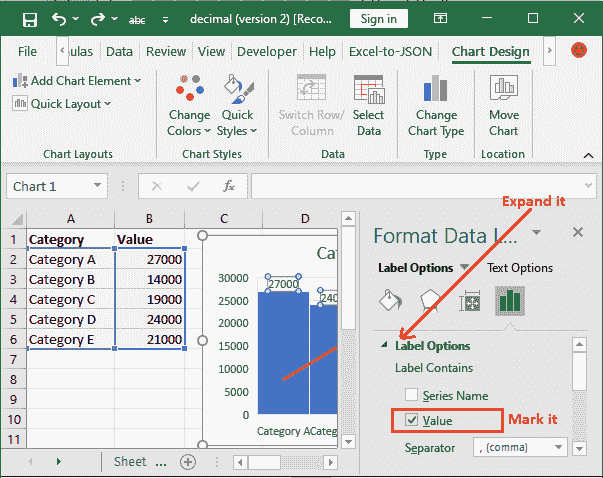 abc decimal (version 2) [Reco... Sign in
File ulas Data Review View Developer Help Excel-to-JSON Chart Design
Add Chart Element
Quick Layout
Change Colors
Quick Styles
Switch Row/ Column
Select Data
Change Chart Type
Move Chart
Chart Layouts Chart Styles Data Type Location
Chart 1 fx
Expand it
A B C D
1 Category Value
2 Category A 27000
3 Category B 14000
4 Category C 19000
5 Category D 24000
6 Category E 21000
7
8
9
10
11
Ca
30000
25000
20000
15000
10000
5000
0
27000
240
Category A Categ
Format Data L...
Label Options Text Options
Label Options
Label Contains
Series Name
Value Mark it
Separator , (comma)
Sheet ...